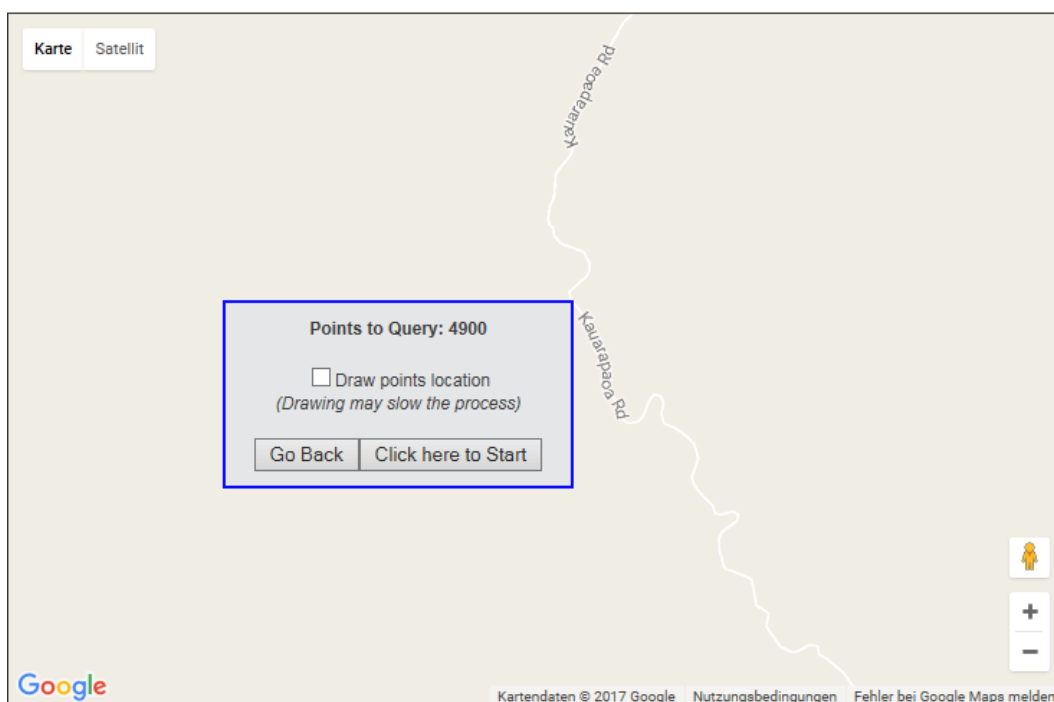 Karte Satellit
Kauarapaoa Rd
Points to Query: 4900
Draw points location
(Drawing may slow the process)
Go Back Click here to Start
Kauarapaoa Rd
+
−
Google
Kartendaten © 2017 Google Nutzungsbedingungen Fehler bei Google Maps melden